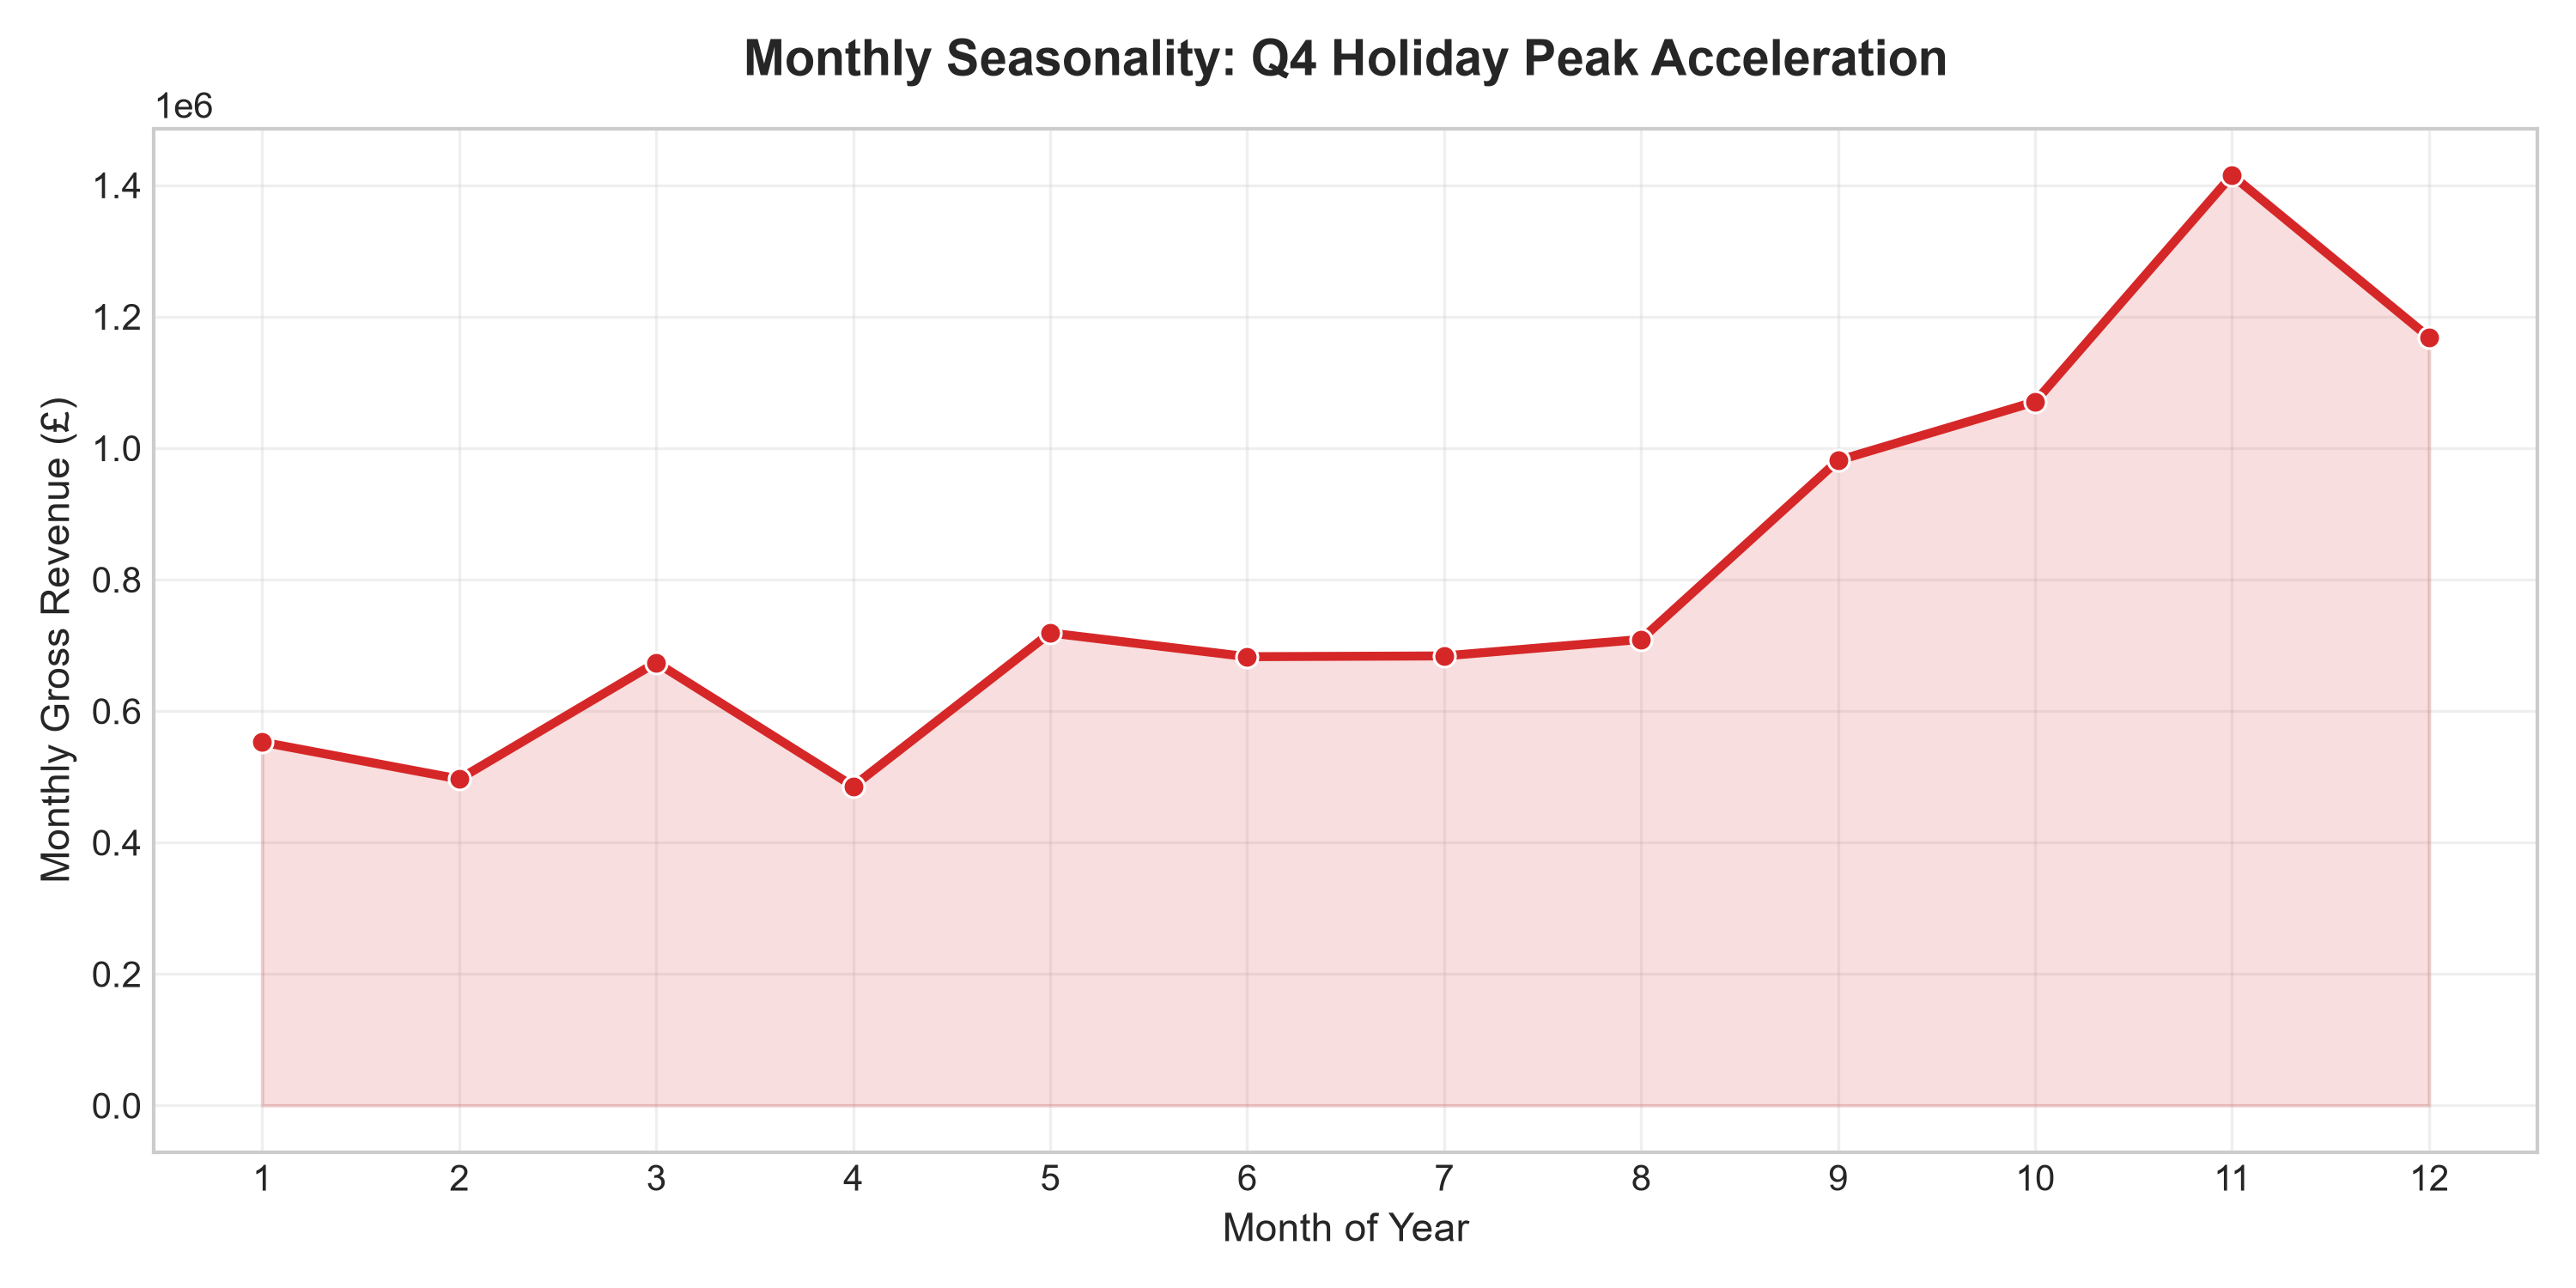 Monthly Seasonality: Q4 Holiday Peak Acceleration
1e6
1.4
1.2
1.0
0.8
0.6
0.4
0.2
0.0
Monthly Gross Revenue (£)
1 2 3 4 5 6 7 8 9 10 11 12
Month of Year